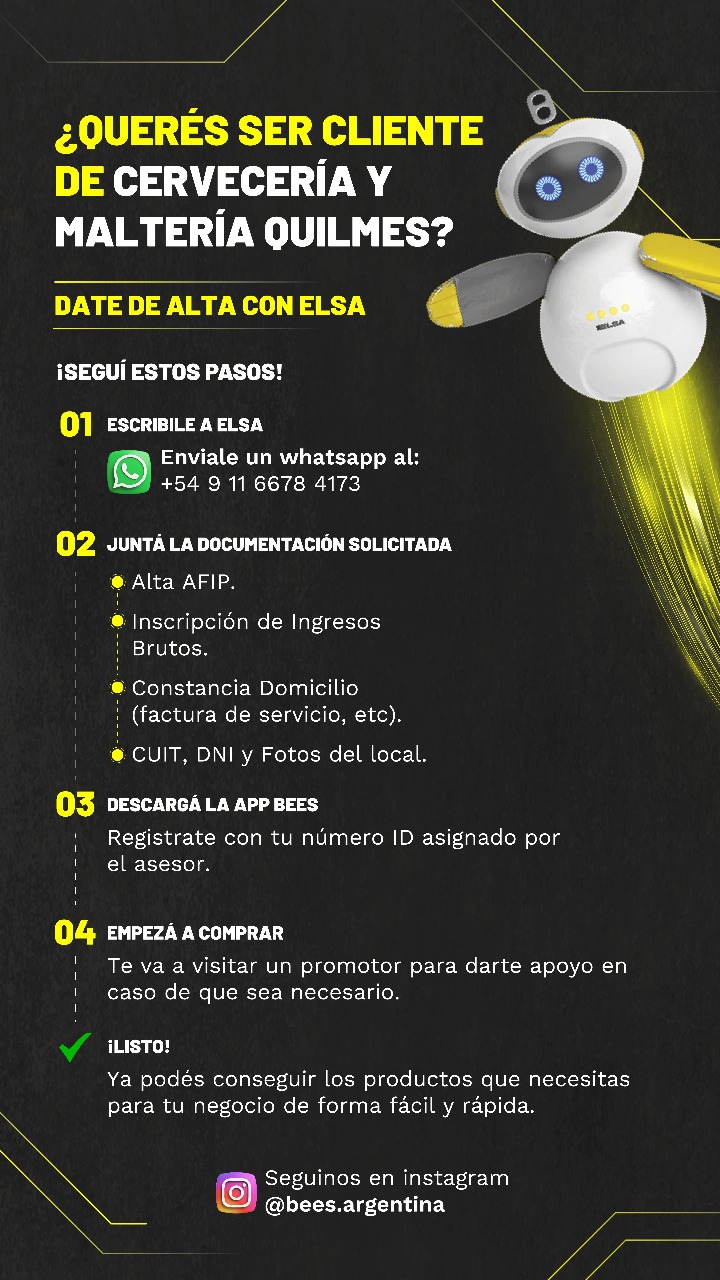 ¿QUERÉS SER CLIENTE
DE CERVECERÍA Y
MALTERÍA QUILMES?
DATE DE ALTA CON ELSA
ELSA
¡SEGUÍ ESTOS PASOS!
01 ESCRIBILE A ELSA
Enviale un whatsapp al:
+54 9 11 6678 4173
02 JUNTÁ LA DOCUMENTACIÓN SOLICITADA
Alta AFIP.
Inscripción de Ingresos
Brutos.
Constancia Domicilio
(factura de servicio, etc).
CUIT, DNI y Fotos del local.
03 DESCARGÁ LA APP BEES
Registrate con tu número ID asignado por
el asesor.
04 EMPEZÁ A COMPRAR
Te va a visitar un promotor para darte apoyo en
caso de que sea necesario.
¡LISTO!
Ya podés conseguir los productos que necesitas
para tu negocio de forma fácil y rápida.
Seguinos en instagram
@bees.argentina